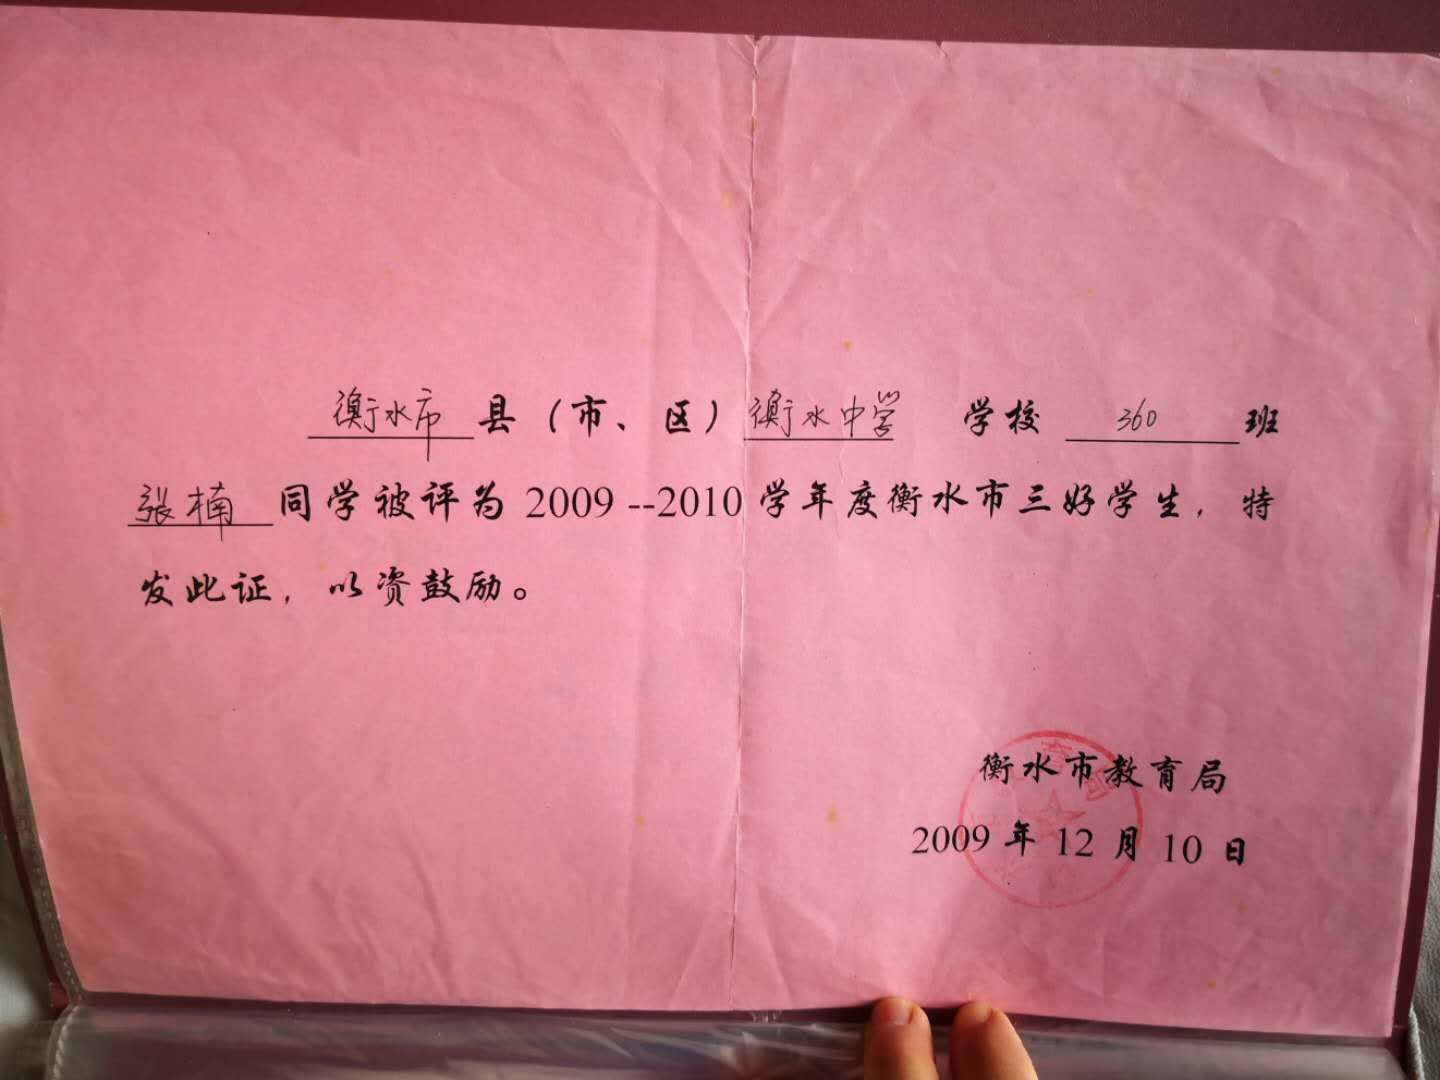 衡水市县（市、区）衡水中学 学校 360 班
张楠 同学被评为 2009 --2010 学年度衡水市三好学生，特
发此证，以资鼓励。
衡水市教育局
2009 年 12 月 10 日